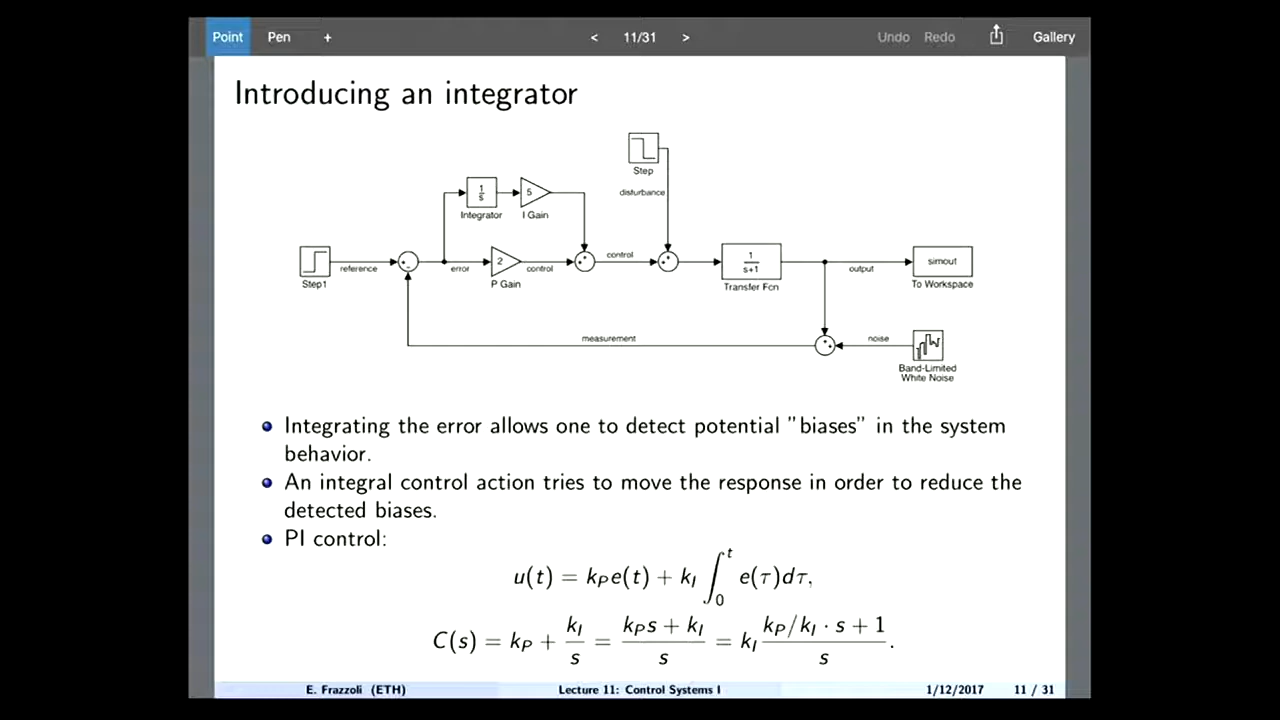 Point Pen + < 11/31 > Undo Redo Gallery
Introducing an integrator
Step
disturbance
1/s
5
Integrator
I Gain
Step1
reference
error
2
P Gain
control
control
1/(s+1)
Transfer Fcn
output
simout
To Workspace
measurement
noise
Band-Limited
White Noise
Integrating the error allows one to detect potential "biases" in the system
behavior.
An integral control action tries to move the response in order to reduce the
detected biases.
PI control:
u(t) = k_P e(t) + k_I ∫_0^t e(τ)dτ,
C(s) = k_P + k_I/s = (k_P s + k_I)/s = k_I (k_P/k_I · s + 1)/s.
E. Frazzoli (ETH) Lecture 11: Control Systems I 1/12/2017 11 / 31